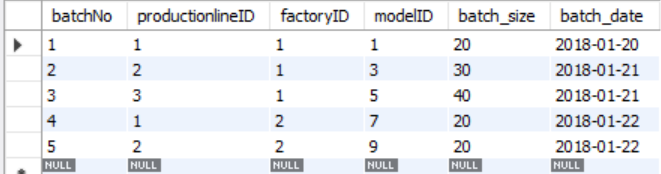 batchNo productionlineID factoryID modelID batch_size batch_date
1 1 1 1 20 2018-01-20
2 2 1 3 30 2018-01-21
3 3 1 5 40 2018-01-21
4 1 2 7 20 2018-01-22
5 2 2 9 20 2018-01-22
NULL NULL NULL NULL NULL NULL